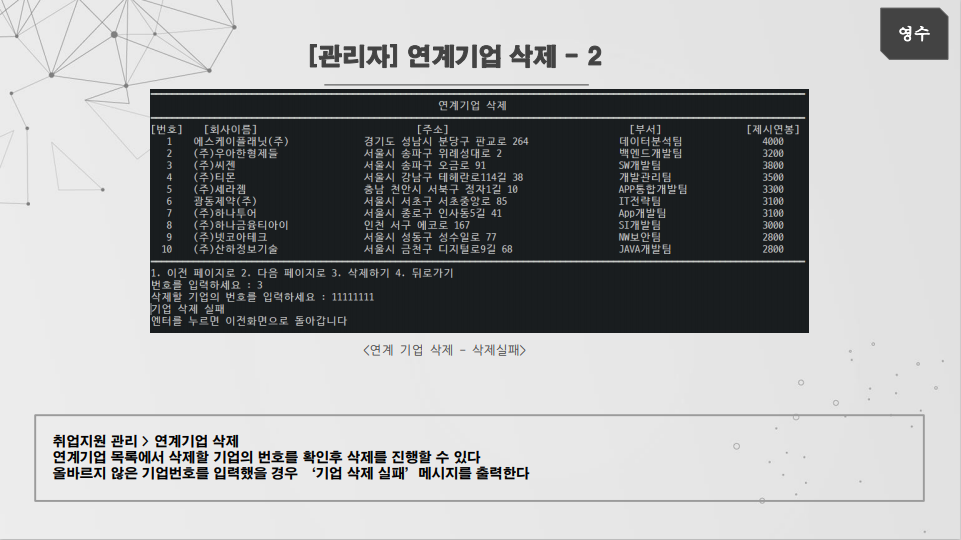 영수
[관리자] 연계기업 삭제 - 2
연계기업 삭제
[번호] [회사이름] [주소] [부서] [제시연봉]
1 에스케이플래닛(주) 경기도 성남시 분당구 판교로 264 데이터분석팀 4000
2 (주)우아한형제들 서울시 송파구 위례성대로 2 백엔드개발팀 3200
3 (주)씨젠 서울시 송파구 오금로 91 SW개발팀 3800
4 (주)티몬 서울시 강남구 테헤란로114길 38 개발관리팀 3500
5 (주)세라젬 충남 천안시 서북구 정자1길 10 APP통합개발팀 3300
6 광동제약(주) 서울시 서초구 서초중앙로 85 IT전략팀 3100
7 (주)하나투어 서울시 종로구 인사동5길 41 App개발팀 3100
8 (주)하나금융티아이 인천 서구 에코로 167 SI개발팀 3000
9 (주)넷코아테크 서울시 성동구 성수일로 77 NW보안팀 2800
10 (주)산하정보기술 서울시 금천구 디지털로9길 68 JAVA개발팀 2800
1. 이전 페이지로 2. 다음 페이지로 3. 삭제하기 4. 뒤로가기
번호를 입력하세요 : 3
삭제할 기업의 번호를 입력하세요 : 11111111
기업 삭제 실패
엔터를 누르면 이전화면으로 돌아갑니다
<연계 기업 삭제 - 삭제실패>
취업지원 관리 > 연계기업 삭제
연계기업 목록에서 삭제할 기업의 번호를 확인후 삭제를 진행할 수 있다
올바르지 않은 기업번호를 입력했을 경우 ‘기업 삭제 실패’ 메시지를 출력한다